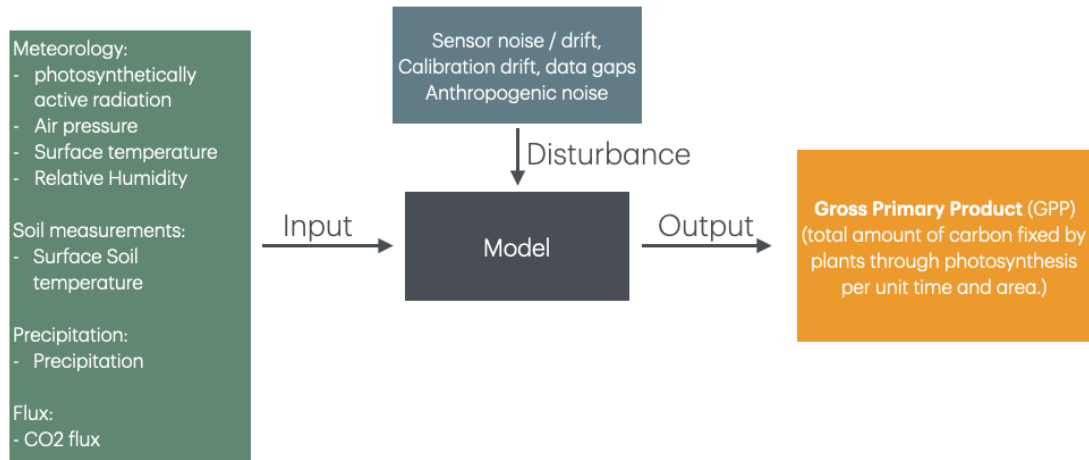 Meteorology:
- photosynthetically
active radiation
- Air pressure
- Surface temperature
- Relative Humidity
Soil measurements:
- Surface Soil
temperature
Precipitation:
- Precipitation
Flux:
- CO2 flux
Input
Sensor noise / drift,
Calibration drift, data gaps
Anthropogenic noise
Disturbance
Model
Output
Gross Primary Product (GPP)
(total amount of carbon fixed by
plants through photosynthesis
per unit time and area.)